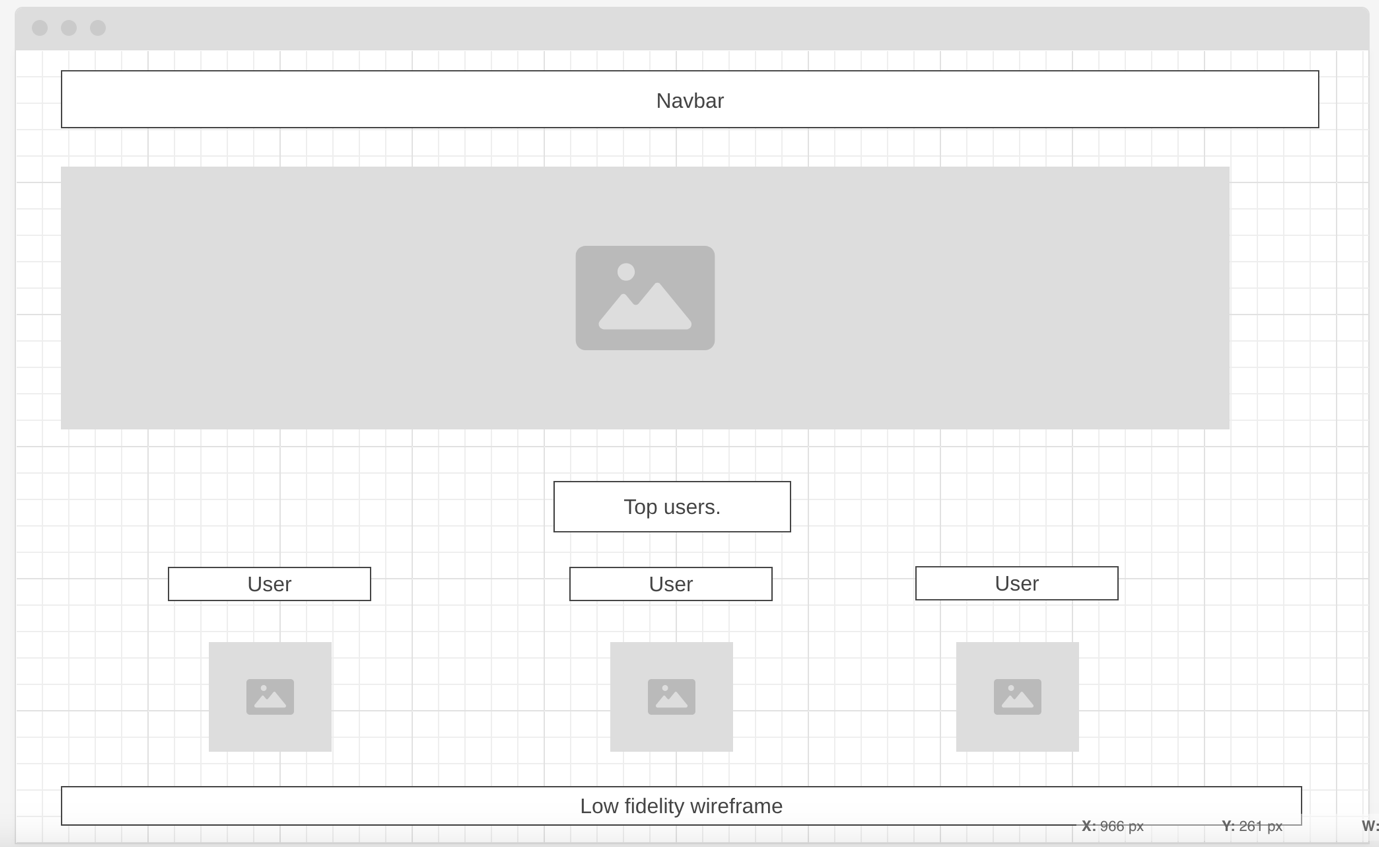 Navbar
Top users.
User
User
User
Low fidelity wireframe
X: 966 px
Y: 261 px
W: